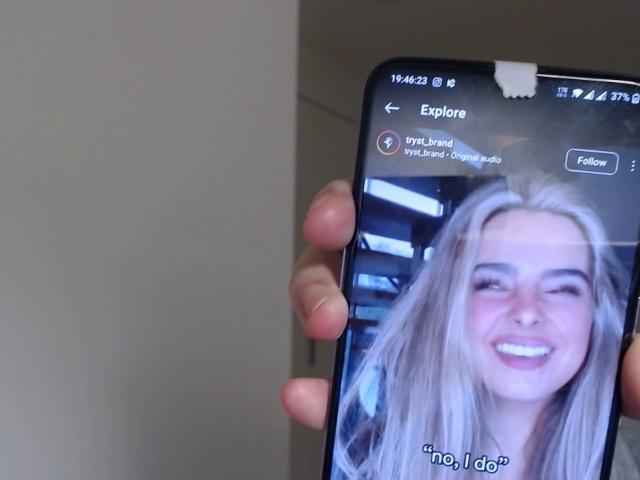 19:46:23 37%
Explore
tryst_brand
tryst_brand • Original audio
Follow
“no, I do”